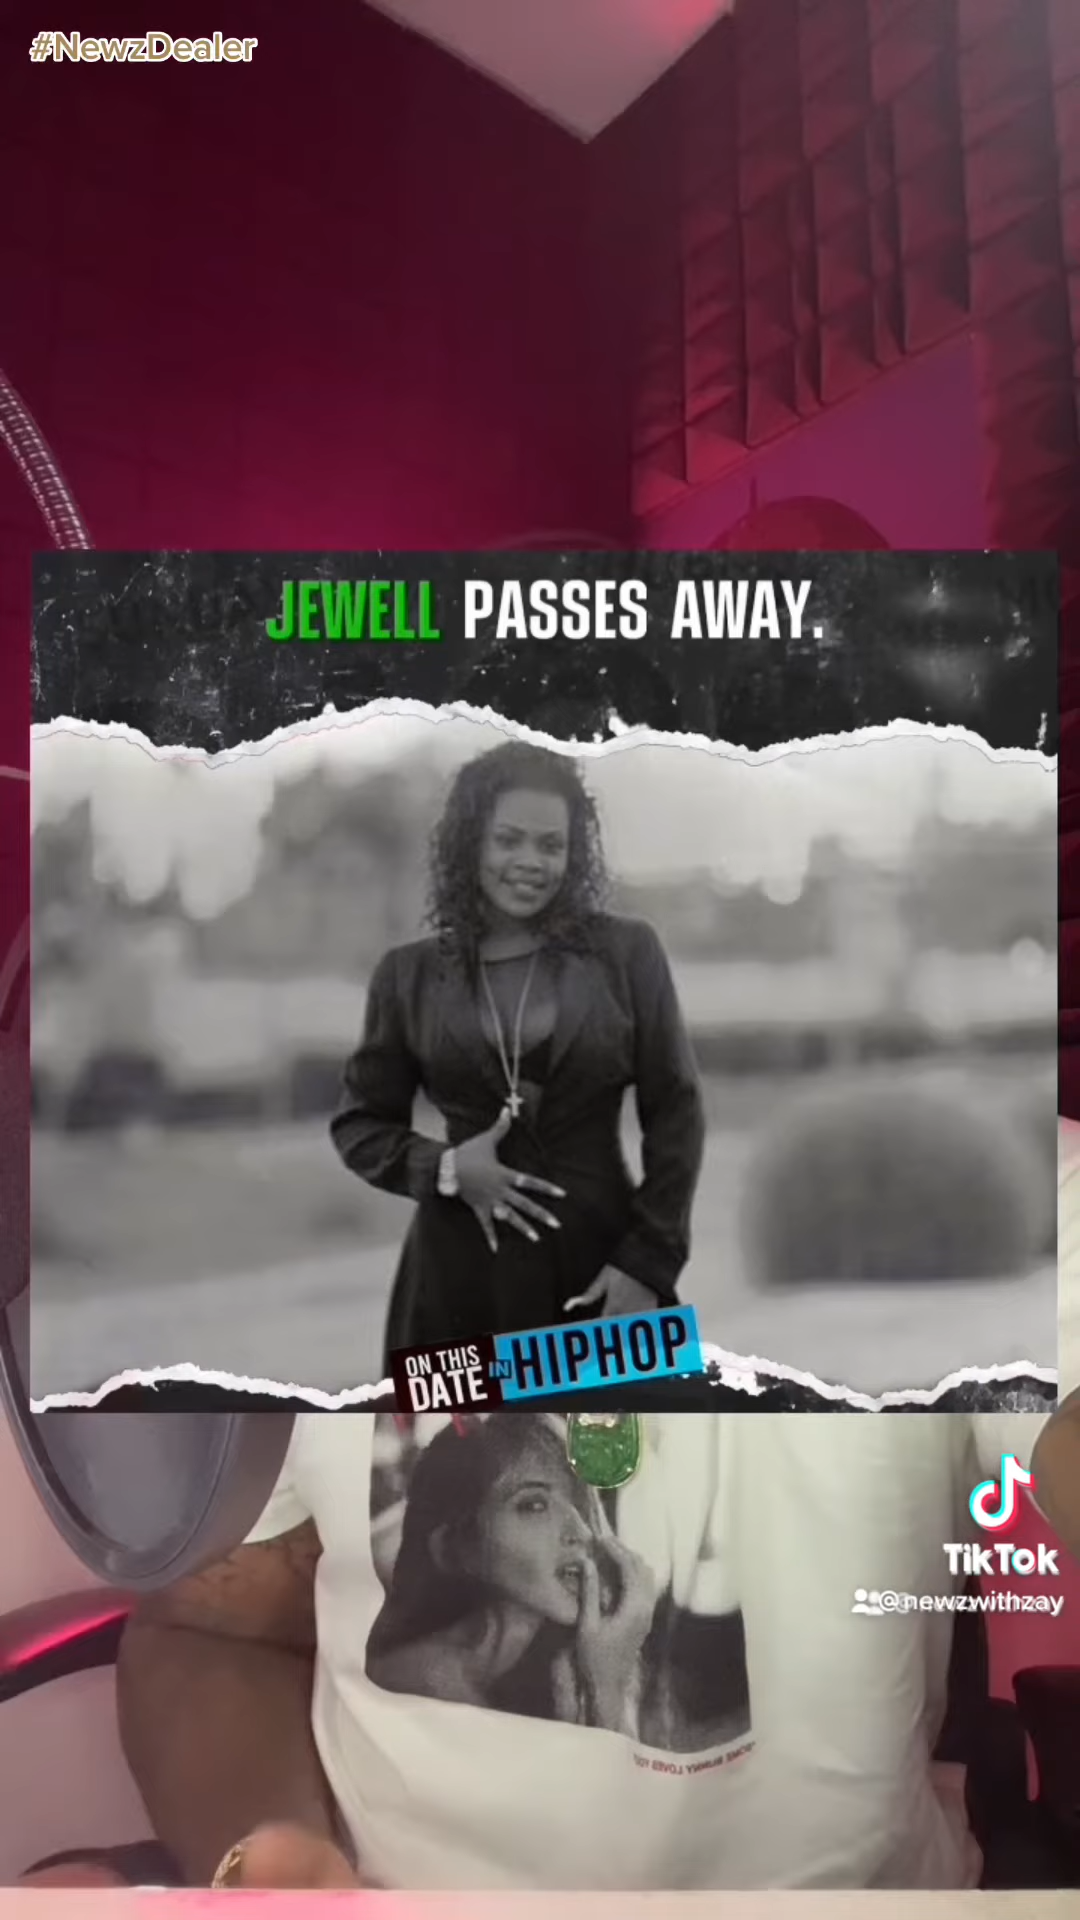 #NewzDealer
JEWELL PASSES AWAY.
ON THIS
DATE IN HIPHOP
TikTok
@newzwithzay